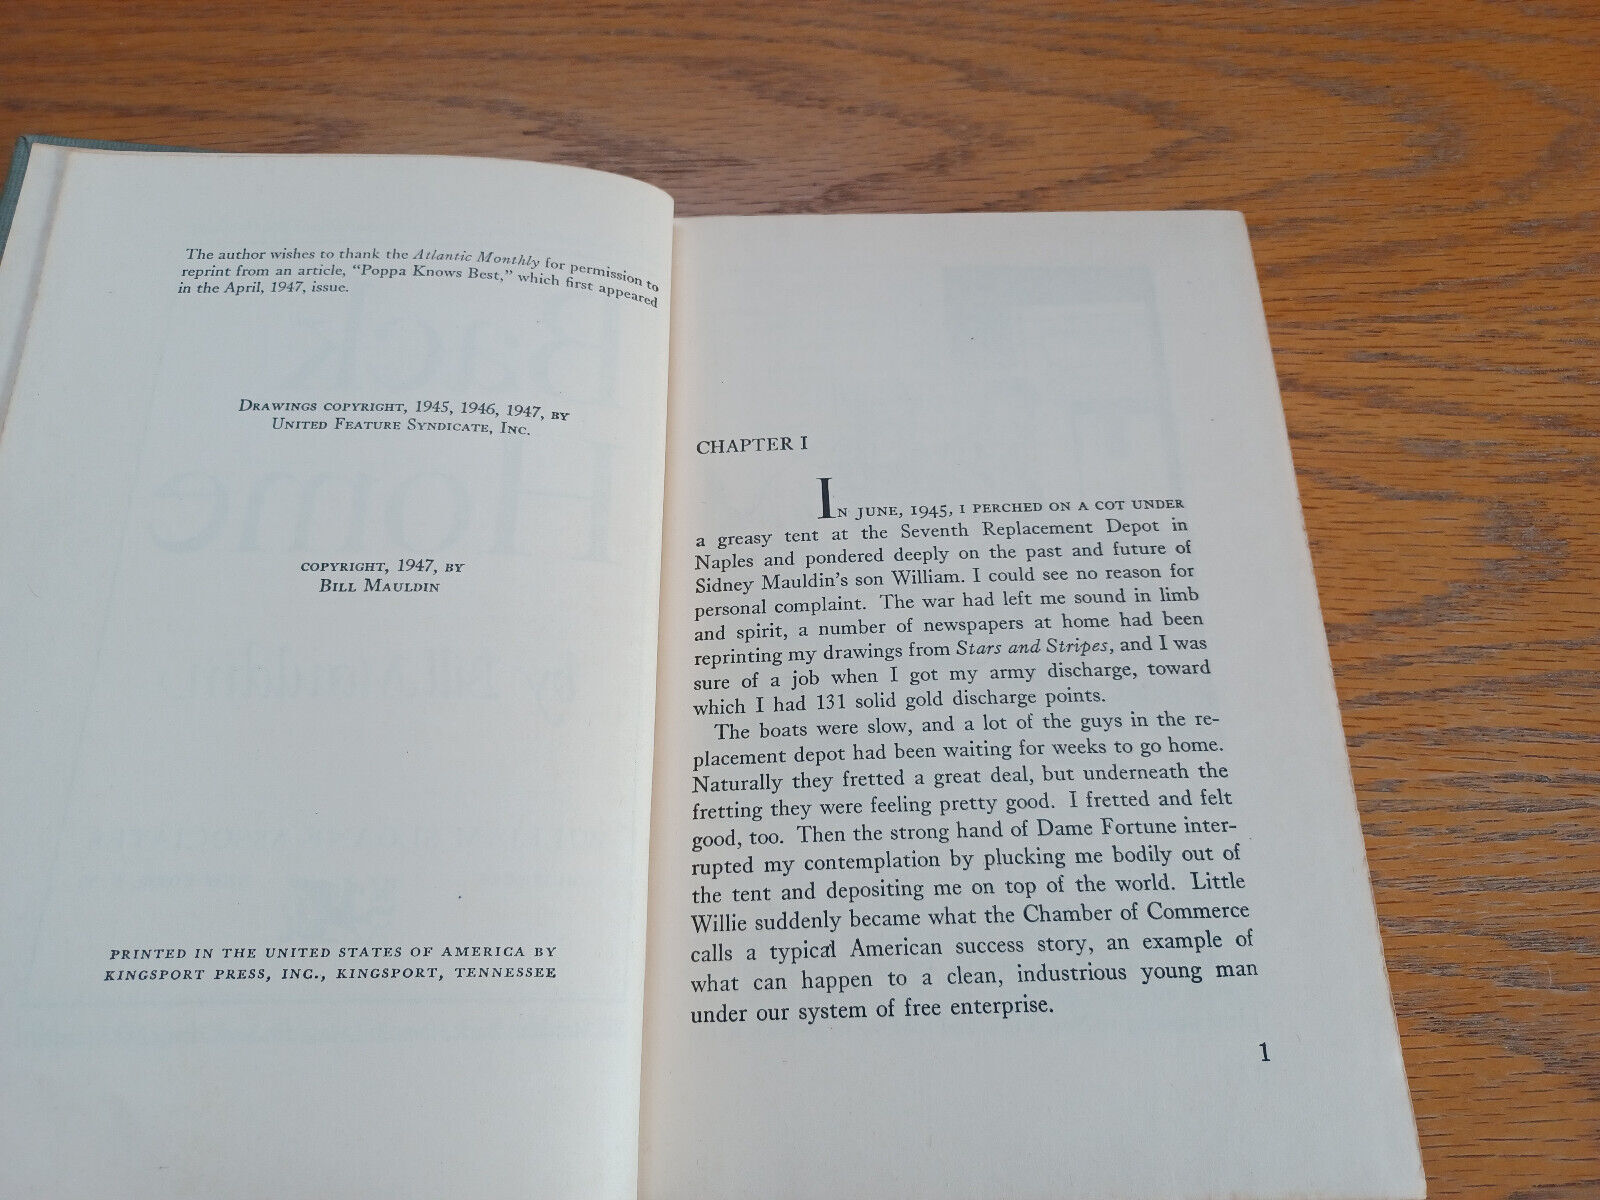 The author wishes to thank the Atlantic Monthly for permission to
reprint from an article, “Poppa Knows Best,” which first appeared
in the April, 1947, issue.
DRAWINGS COPYRIGHT, 1945, 1946, 1947, BY
UNITED FEATURE SYNDICATE, INC.
COPYRIGHT, 1947, BY
BILL MAULDIN
PRINTED IN THE UNITED STATES OF AMERICA BY
KINGSPORT PRESS, INC., KINGSPORT, TENNESSEE
CHAPTER I
IN JUNE, 1945, I PERCHED ON A COT UNDER
a greasy tent at the Seventh Replacement Depot in
Naples and pondered deeply on the past and future of
Sidney Mauldin’s son William. I could see no reason for
personal complaint. The war had left me sound in limb
and spirit, a number of newspapers at home had been
reprinting my drawings from Stars and Stripes, and I was
sure of a job when I got my army discharge, toward
which I had 131 solid gold discharge points.
The boats were slow, and a lot of the guys in the re-
placement depot had been waiting for weeks to go home.
Naturally they fretted a great deal, but underneath the
fretting they were feeling pretty good. I fretted and felt
good, too. Then the strong hand of Dame Fortune inter-
rupted my contemplation by plucking me bodily out of
the tent and depositing me on top of the world. Little
Willie suddenly became what the Chamber of Commerce
calls a typical American success story, an example of
what can happen to a clean, industrious young man
under our system of free enterprise.
1
Back
Home